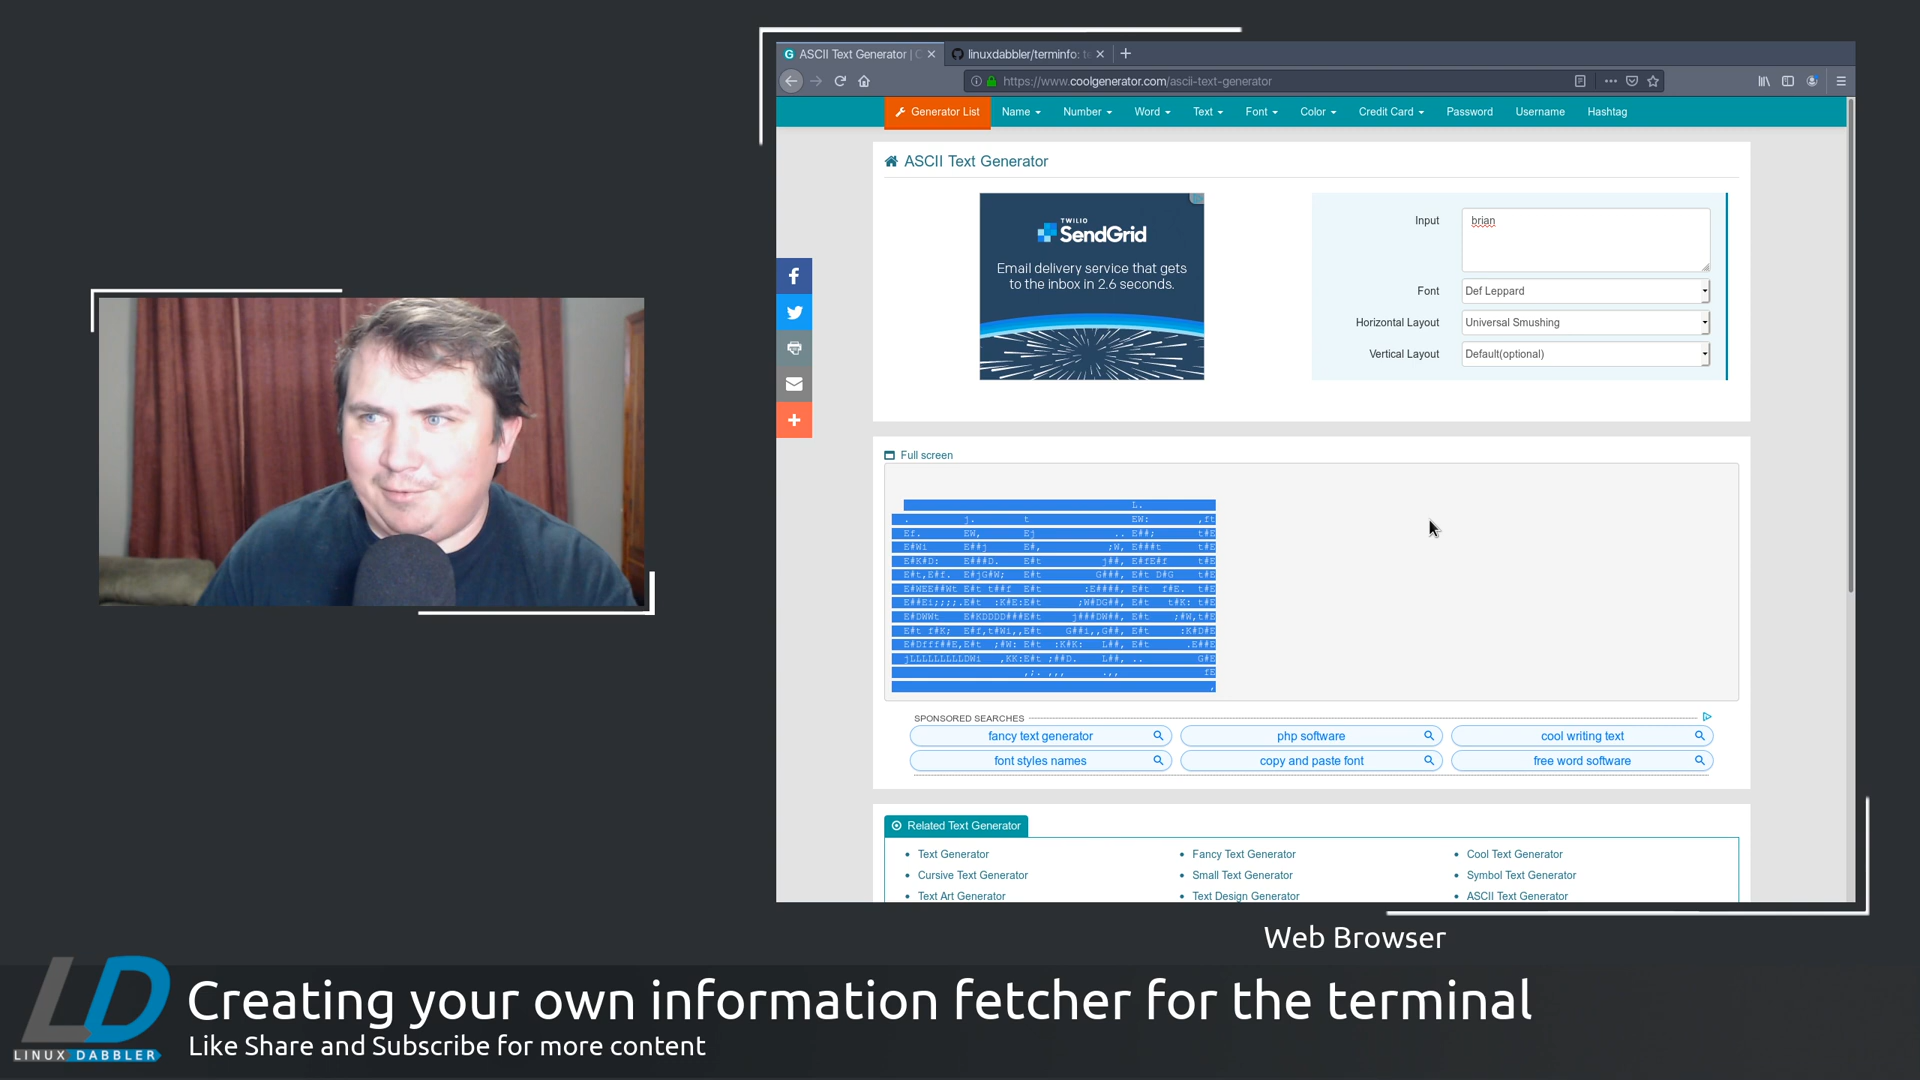 ASCII Text Generator | C
linuxdabbler/terminfo: t
https://www.coolgenerator.com/ascii-text-generator
Generator List Name Number Word Text Font Color Credit Card Password Username Hashtag
ASCII Text Generator
TWILIO
SendGrid
Email delivery service that gets
to the inbox in 2.6 seconds.
Input brian
Font Def Leppard
Horizontal Layout Universal Smushing
Vertical Layout Default(optional)
Full screen
SPONSORED SEARCHES
fancy text generator php software cool writing text
font styles names copy and paste font free word software
Related Text Generator
Text Generator Fancy Text Generator Cool Text Generator
Cursive Text Generator Small Text Generator Symbol Text Generator
Text Art Generator Text Design Generator ASCII Text Generator
Web Browser
LD
LINUX DABBLER
Creating your own information fetcher for the terminal
Like Share and Subscribe for more content